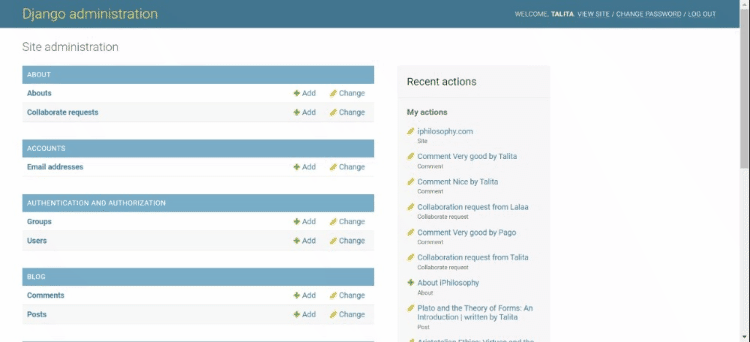 Django administration
WELCOME, TALITA. VIEW SITE / CHANGE PASSWORD / LOG OUT
Site administration
ABOUT
Abouts Add Change
Collaborate requests Add Change
ACCOUNTS
Email addresses Add Change
AUTHENTICATION AND AUTHORIZATION
Groups Add Change
Users Add Change
BLOG
Comments Add Change
Posts Add Change
Recent actions
My actions
iphilosophy.com
Site
Comment Very good by Talita
Comment
Comment Nice by Talita
Comment
Collaboration request from Lalaa
Collaborate request
Comment Very good by Pago
Comment
Collaboration request from Talita
Collaborate request
About iPhilosophy
About
Plato and the Theory of Forms: An
Introduction | written by Talita
Post